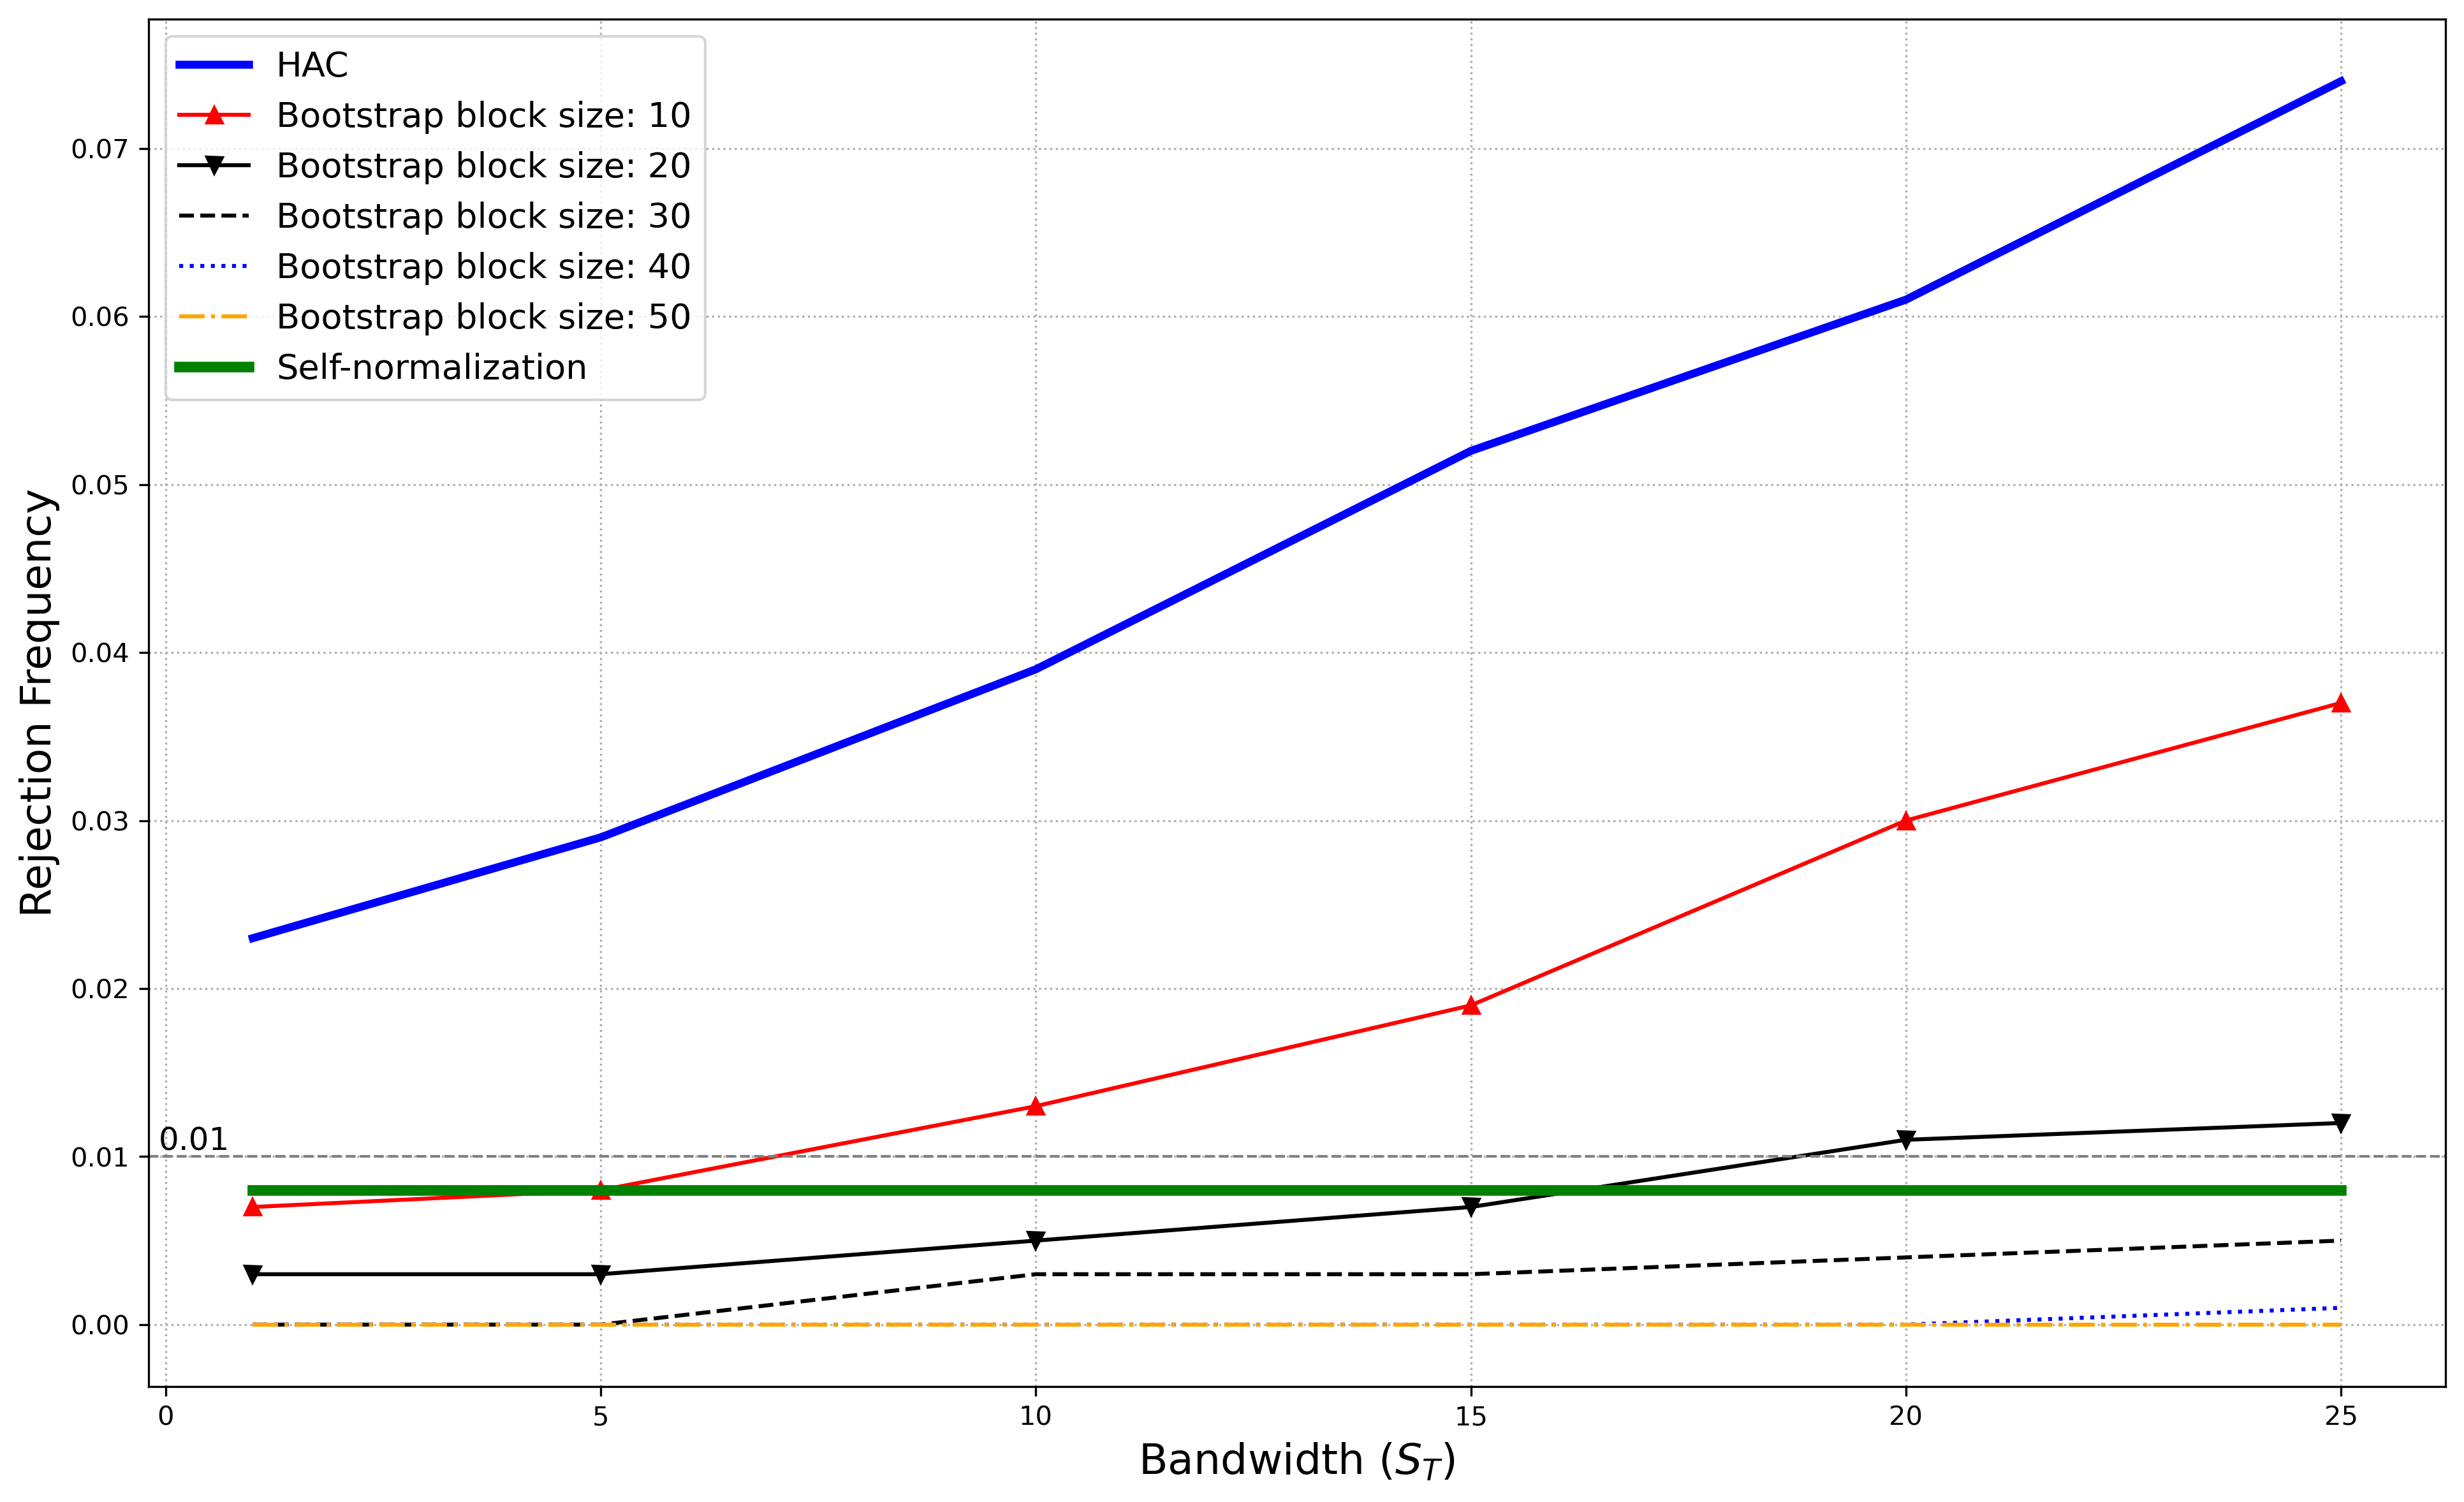 HAC
Bootstrap block size: 10
Bootstrap block size: 20
Bootstrap block size: 30
Bootstrap block size: 40
Bootstrap block size: 50
Self-normalization
Rejection Frequency
0.07
0.06
0.05
0.04
0.03
0.02
0.01
0.01
0.00
0 5 10 15 20 25
Bandwidth (S_T)